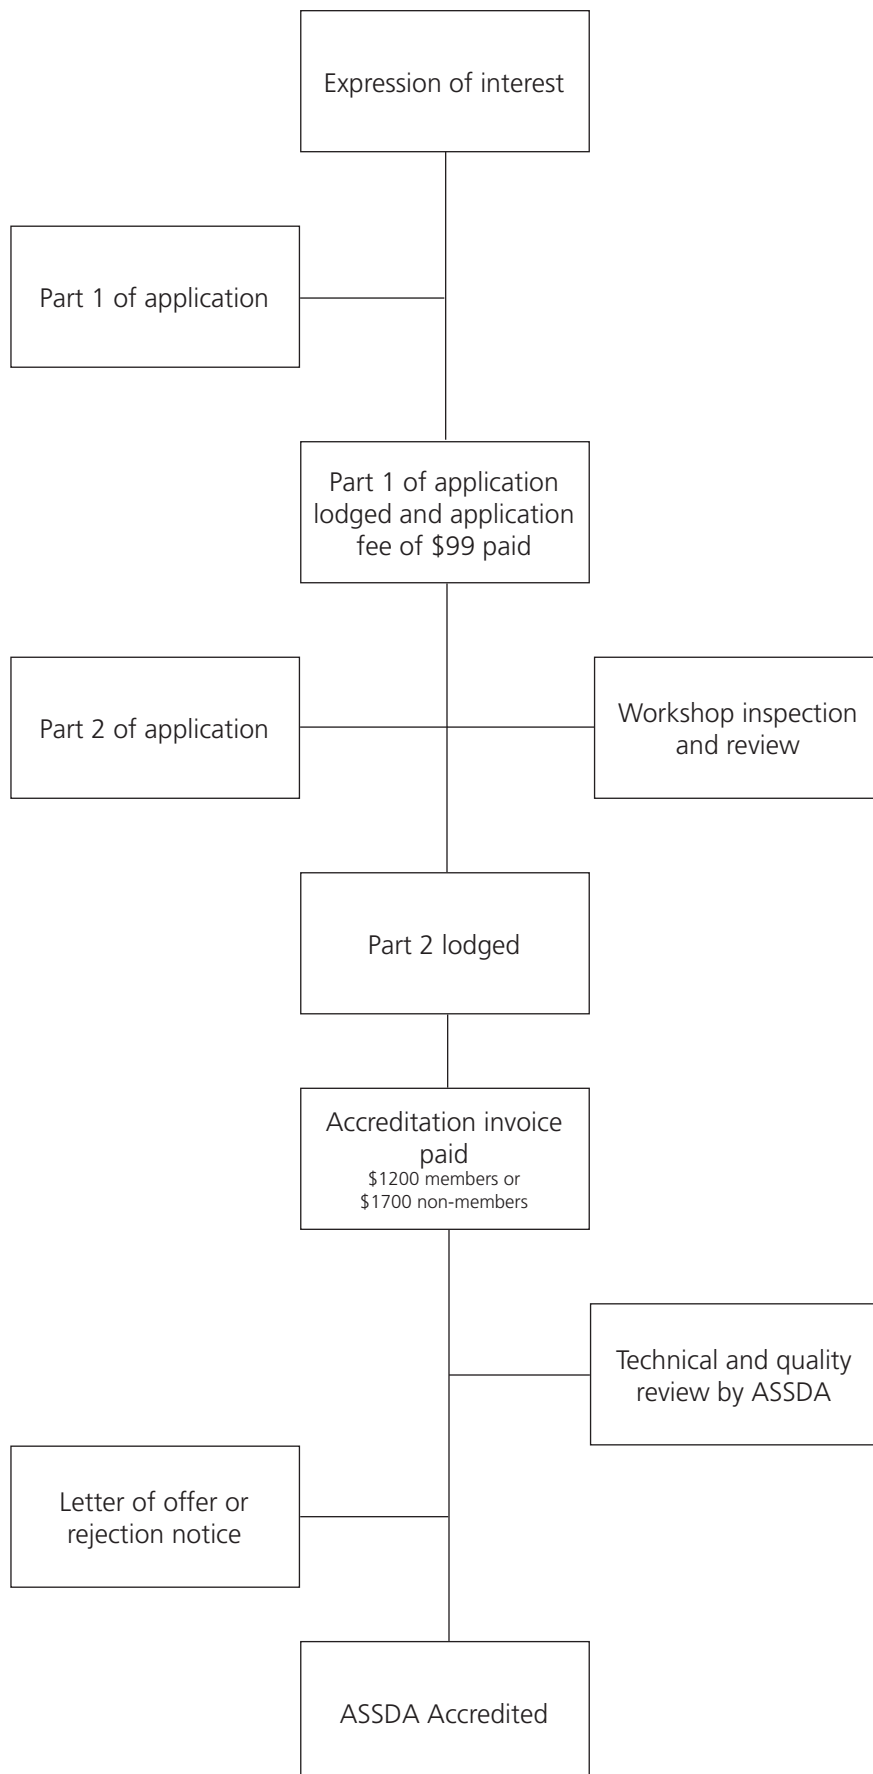 Expression of interest
Part 1 of application
Part 1 of application
lodged and application
fee of $99 paid
Part 2 of application
Workshop inspection
and review
Part 2 lodged
Accreditation invoice
paid
$1200 members or
$1700 non-members
Technical and quality
review by ASSDA
Letter of offer or
rejection notice
ASSDA Accredited